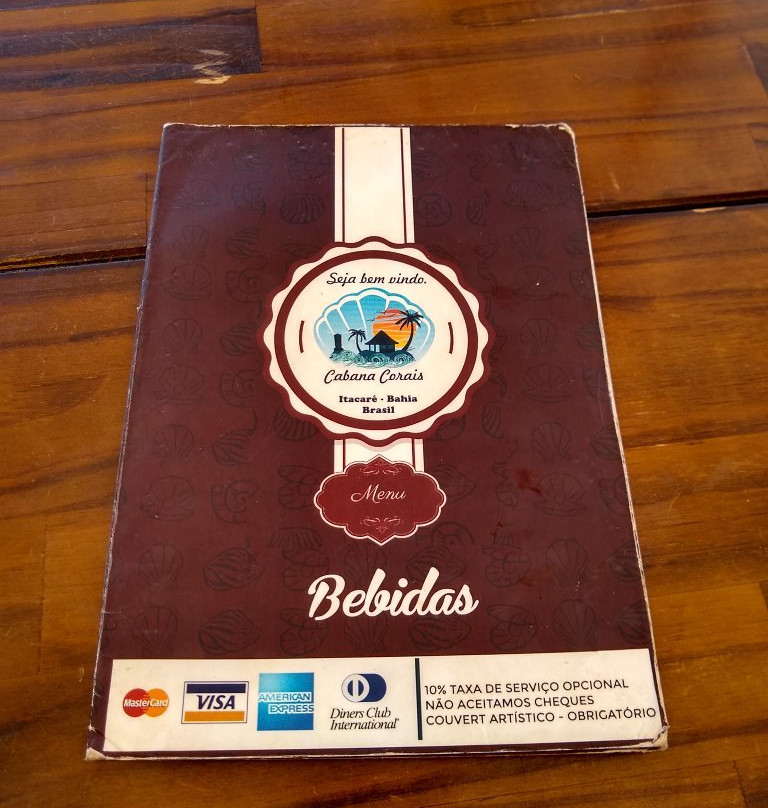 Seja bem vindo.
Cabana Corais
Itacaré - Bahia
Brasil
Menu
Bebidas
MasterCard
VISA
AMERICAN
EXPRESS
Diners Club
International®
10% TAXA DE SERVIÇO OPCIONAL
NÃO ACEITAMOS CHEQUES
COUVERT ARTÍSTICO - OBRIGATÓRIO